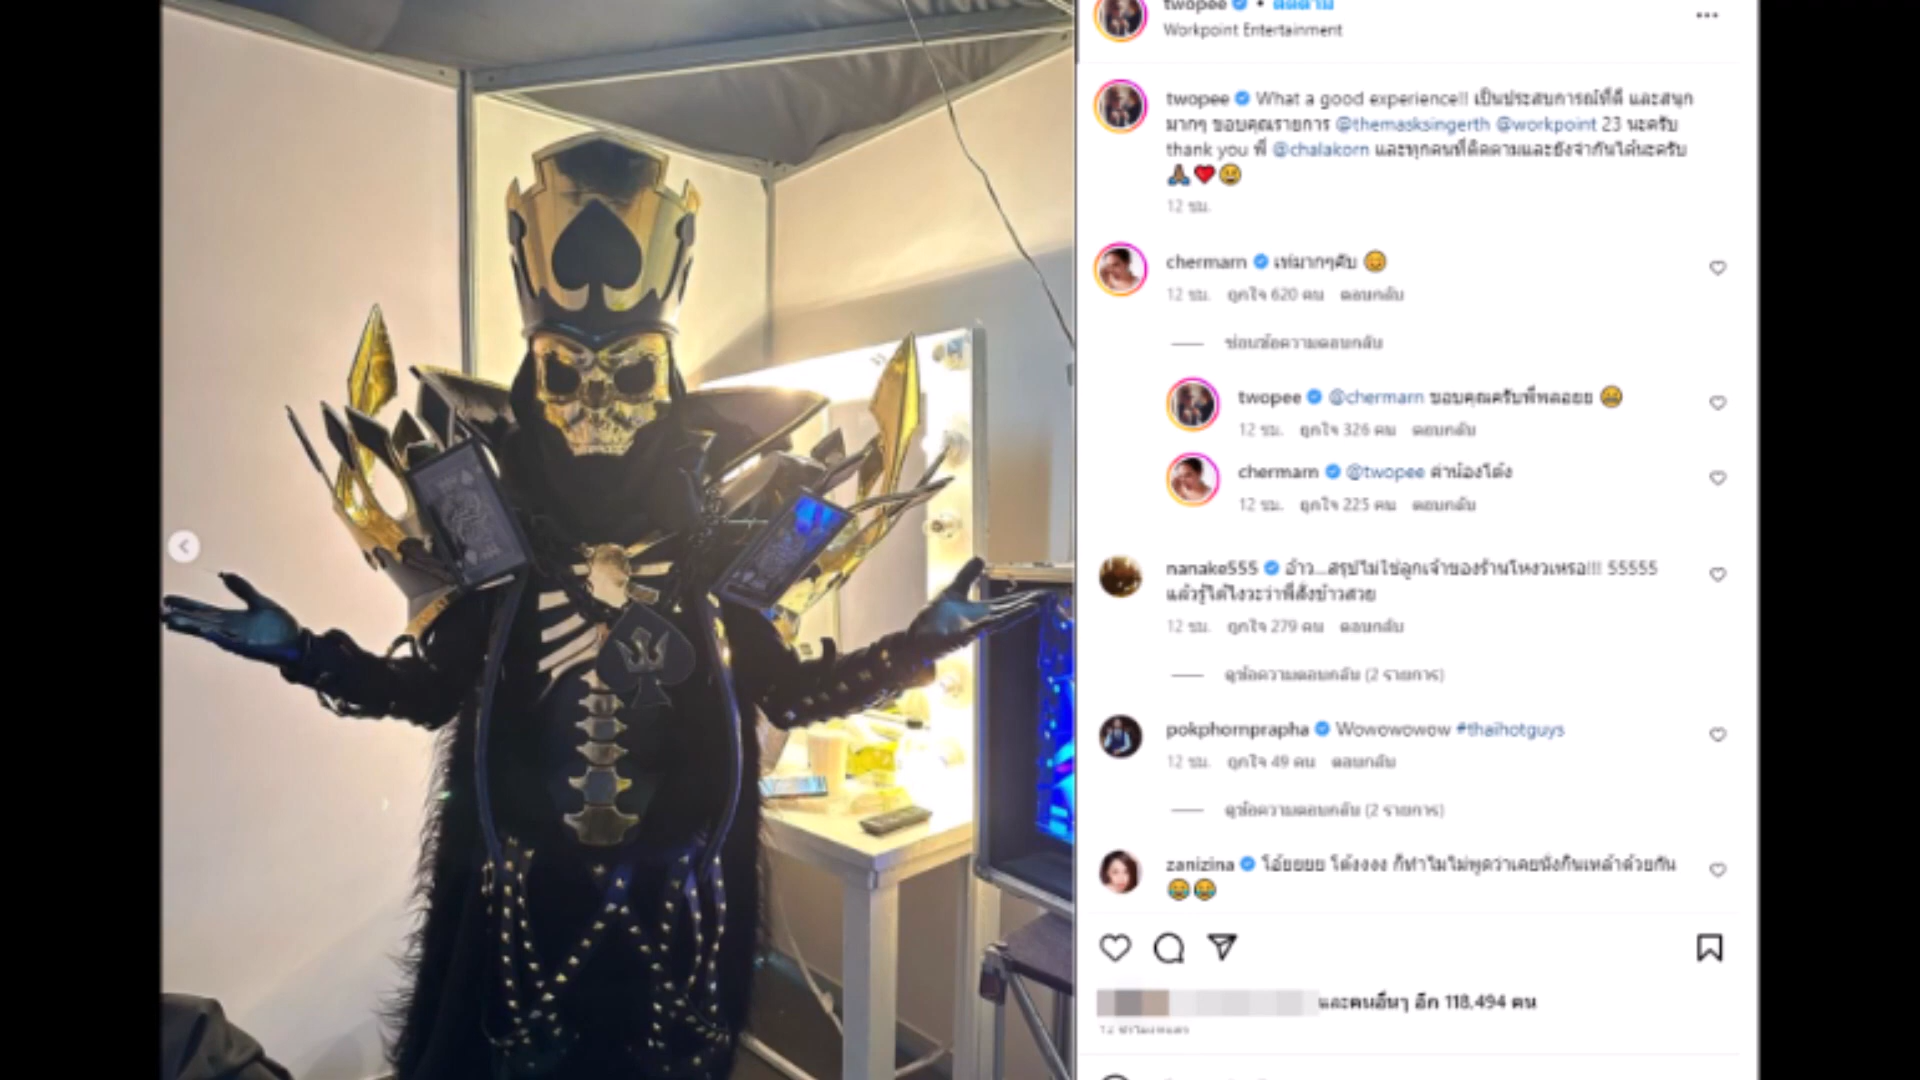 twopee • ติดตาม
Workpoint Entertainment
twopee What a good experience!! เป็นประสบการณ์ที่ดี และสนุก
มากๆ ขอบคุณรายการ @themasksingerth @workpoint 23 นะครับ
thank you พี่ @chalakorn และทุกคนที่ติดตามและยังจำกันได้นะครับ
12 ชม.
chermarn เท่มากๆคับ
12 ชม. ถูกใจ 620 คน ตอบกลับ
ซ่อนข้อความตอบกลับ
twopee @chermarn ขอบคุณครับพี่พลอยย
12 ชม. ถูกใจ 326 คน ตอบกลับ
chermarn @twopee ค่าน้องโต้ง
12 ชม. ถูกใจ 225 คน ตอบกลับ
nanake555 อ้าว...สรุปไม่ใช่ลูกเจ้าของร้านโหงวเหรอ!!! 55555
แล้วรู้ได้ไงวะว่าพี่สั่งข้าวสวย
12 ชม. ถูกใจ 279 คน ตอบกลับ
ดูข้อความตอบกลับ (2 รายการ)
pokphornprapha Wowowowow #thaihotguys
12 ชม. ถูกใจ 49 คน ตอบกลับ
ดูข้อความตอบกลับ (2 รายการ)
zanizina โอ้ยยยย โต้งงงง ก็ทำไมไม่พูดว่าเคยนั่งกินเหล้าด้วยกัน
และคนอื่นๆ อีก 118,494 คน
12 ชั่วโมงที่แล้ว